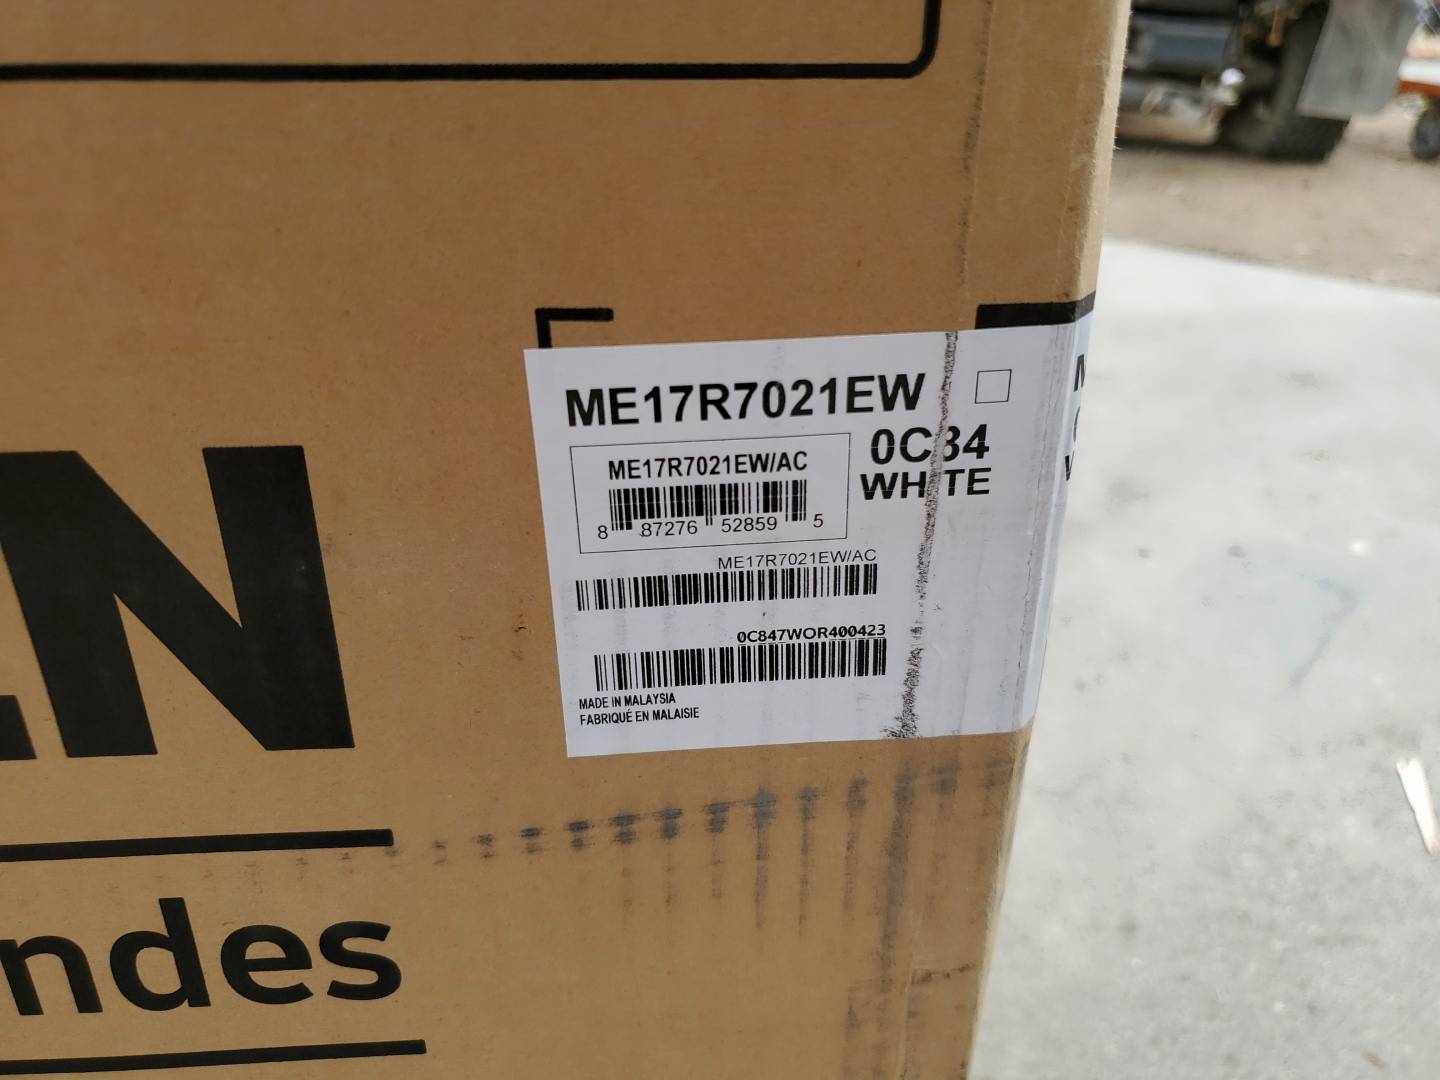 ME17R7021EW
0C84
WHITE
ME17R7021EW/AC
8 87276 52859 5
ME17R7021EW/AC
0C847WOR400423
MADE IN MALAYSIA
FABRIQUÉ EN MALAISIE